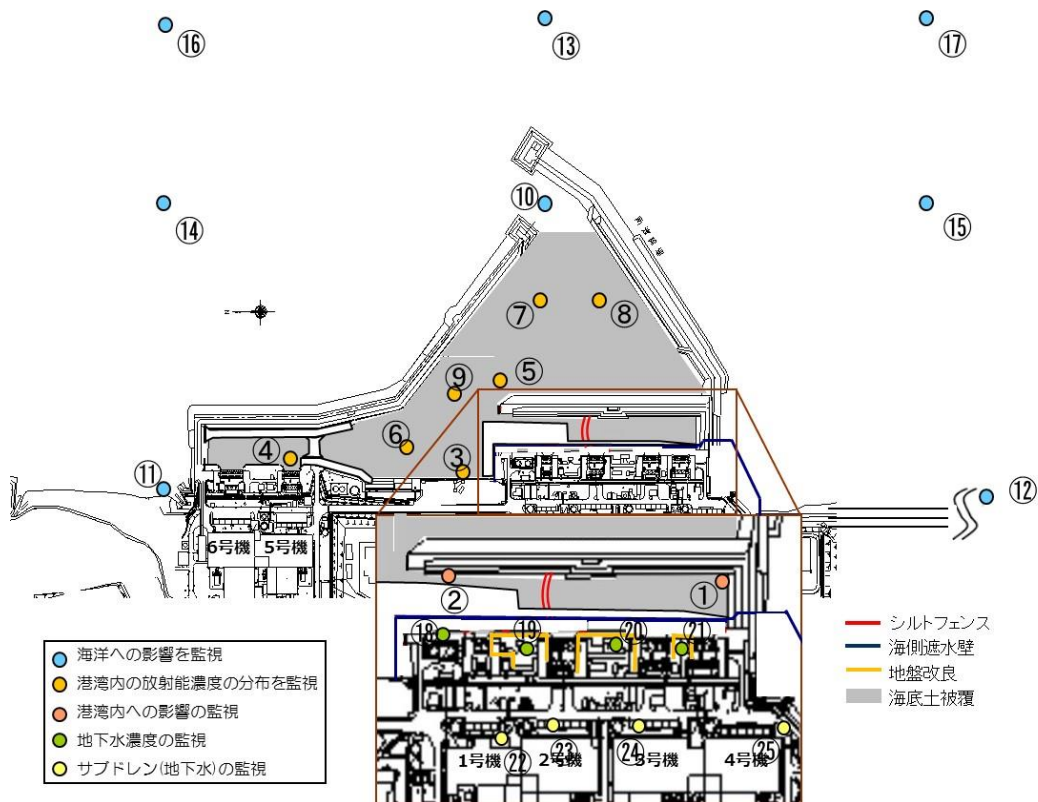 ⑯
⑬
⑰
⑩
⑭
⑮
⑦
⑧
⑤
⑨
⑥
④
③
⑪
⑫
6号機
5号機
①
②
⑱
⑲
⑳
㉑
1号機
㉒
2号機
㉓
㉔
3号機
4号機
㉕
海洋への影響を監視
港湾内の放射能濃度の分布を監視
港湾内への影響の監視
地下水濃度の監視
サブドレン(地下水)の監視
シルトフェンス
海側遮水壁
地盤改良
海底土被覆